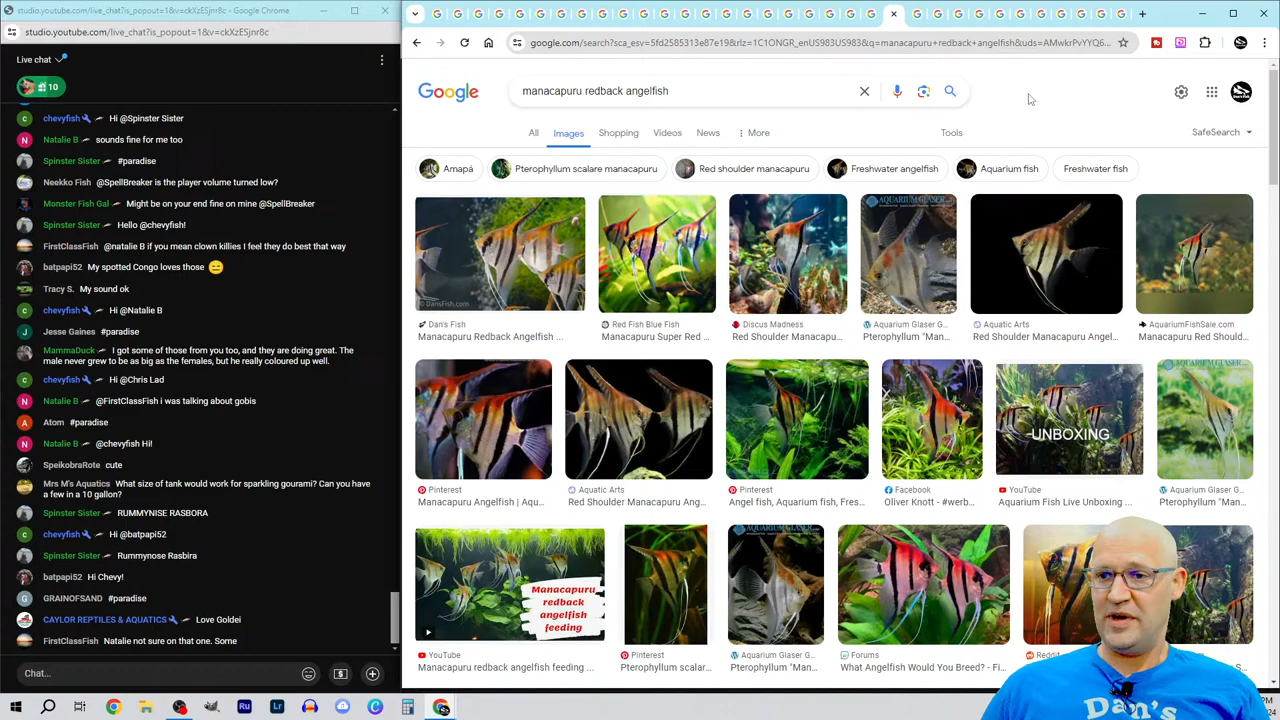 studio.youtube.com/live_chat?is_popout=1&v=ckXzESJnr8c - Google Chrome
studio.youtube.com/live_chat?is_popout=1&v=ckXzESJnr8c
Live chat
10
chevyfish Hi @Spinster Sister
Natalie B sounds fine for me too
Spinster Sister #paradise
Neekko Fish @SpellBreaker is the player volume turned low?
Monster Fish Gal Might be on your end fine on mine @SpellBreaker
Spinster Sister Hello @chevyfish!
FirstClassFish @natalie B if you mean clown killies I feel they do best that way
batpapi52 My spotted Congo loves those
Tracy S. My sound ok
chevyfish Hi @Natalie B
Jesse Gaines #paradise
MammaDuck I got some of those from you too, and they are doing great. The
male never grew to be as big as the females, but he really coloured up well.
chevyfish Hi @Chris Lad
Natalie B @FirstClassFish i was talking about gobis
Atom #paradise
Natalie B @chevyfish Hi!
SpeikobraRote cute
Mrs M's Aquatics What size of tank would work for sparkling gourami? Can you have
a few in a 10 gallon?
Spinster Sister RUMMYNISE RASBORA
chevyfish Hi @batpapi52
Spinster Sister Rummynose Rasbira
batpapi52 Hi Chevy!
GRAINOFSAND #paradise
CAYLOR REPTILES & AQUATICS Love Goldei
FirstClassFish Natalie not sure on that one. Some
Chat...
google.com/search?sca_esv=5fd2585313e87e19&rlz=1C1ONGR_enUS983US983&q=manacapuru+redback+angelfish&uds=AMwkrPvYYQ6...
Google
manacapuru redback angelfish
All Images Shopping Videos News More Tools SafeSearch
Amapá Pterophyllum scalare manacapuru Red shoulder manacapuru Freshwater angelfish Aquarium fish Freshwater fish
© DansFish.com
AQUARIUM GLASER
Dan's Fish
Manacapuru Redback Angelfish ...
Red Fish Blue Fish
Manacapuru Super Red ...
Discus Madness
Red Shoulder Manacapu...
Aquarium Glaser G...
Pterophyllum "Man...
Aquatic Arts
Red Shoulder Manacapuru Angel...
AquariumFishSale.com
Manacapuru Red Should...
UNBOXING
AQUARIUM GLASER
Pinterest
Manacapuru Angelfish | Aqu...
Aquatic Arts
Red Shoulder Manacapuru Ang...
Pinterest
Angel fish, Aquarium fish, Fres...
Facebook
Oliver Knott - #werb...
YouTube
Aquarium Fish Live Unboxing ...
Aquarium Glaser G...
Pterophyllum "Man...
Manacapuru
redback
angelfish
feeding
AQUARIUM GLASER
YouTube
Manacapuru redback angelfish feeding ...
Pinterest
Pterophyllum scalar...
Aquarium Glaser G...
Pterophyllum "Man...
Forums
What Angelfish Would You Breed? - Fi...
Reddit
Dan's
Ru
Lr